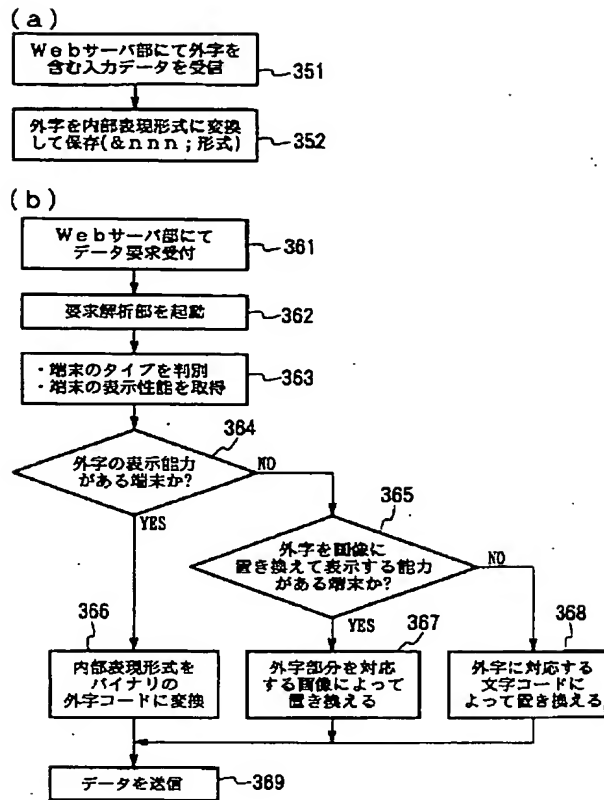 (a)
Webサーバ部にて外字を
含む入力データを受信
351
外字を内部表現形式に変換
して保存(&nnn;形式)
352
(b)
Webサーバ部にて
データ要求受付
361
要求解析部を起動
362
・端末のタイプを判別
・端末の表示性能を取得
363
364
外字の表示能力
がある端末か?
NO
YES
365
外字を画像に
置き換えて表示する能力
がある端末か?
NO
YES
366
内部表現形式を
バイナリの
外字コードに変換
367
外字部分を対応
する画像によって
置き換える
368
外字に対応する
文字コードに
よって置き換える
データを送信
369